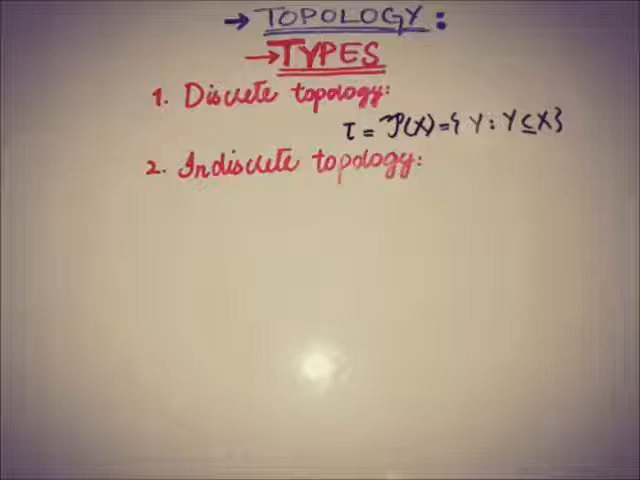 → TOPOLOGY:
→ TYPES
1. Discrete topology:
τ = P(X) = { Y : Y ⊆ X }
2. Indiscrete topology: